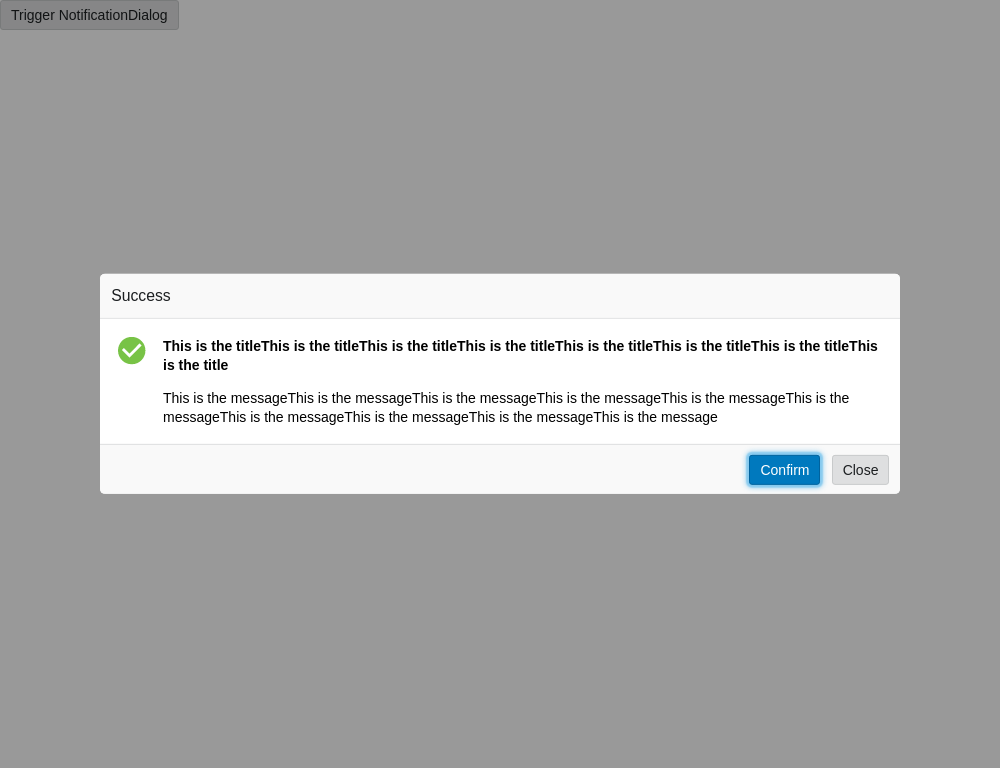 Trigger NotificationDialog
Success
This is the titleThis is the titleThis is the titleThis is the titleThis is the titleThis is the titleThis is the titleThis
is the title
This is the messageThis is the messageThis is the messageThis is the messageThis is the messageThis is the
messageThis is the messageThis is the messageThis is the messageThis is the message
Confirm
Close